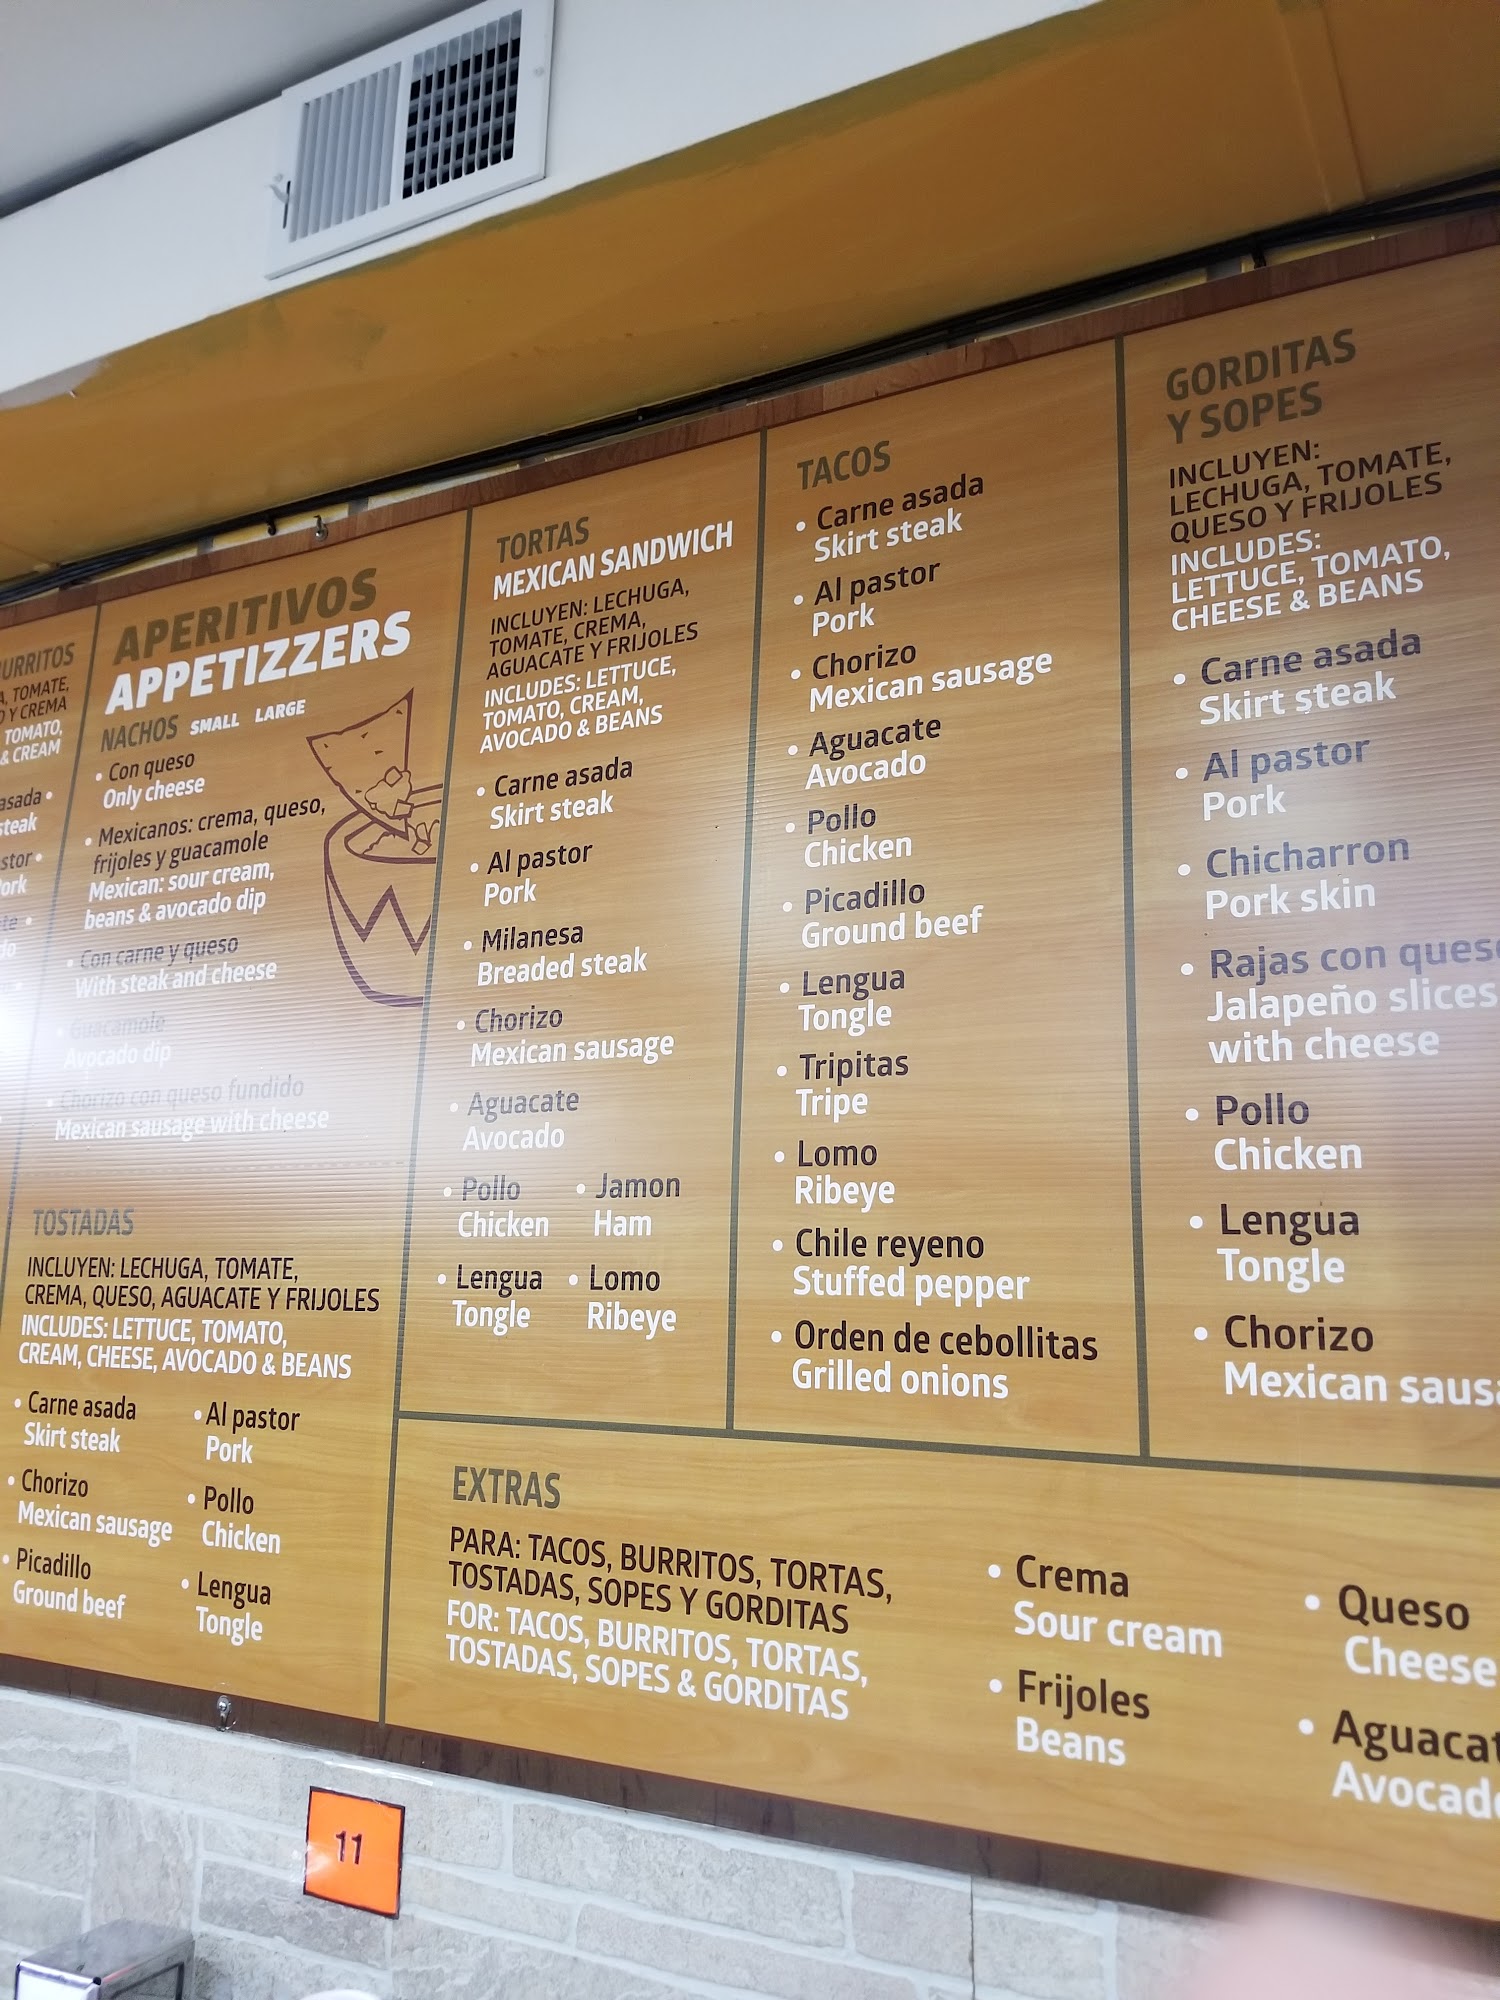 URRITOS
TOMATE,
Y CREMA
TOMATO,
& CREAM
asada •
steak
stor •
ork
APERITIVOS
APPETIZZERS
NACHOS SMALL LARGE
• Con queso
Only cheese
• Mexicanos: crema, queso,
frijoles y guacamole
Mexican: sour cream,
beans & avocado dip
• Con carne y queso
With steak and cheese
• Guacamole
Avocado dip
• Chorizo con queso fundido
Mexican sausage with cheese
TOSTADAS
INCLUYEN: LECHUGA, TOMATE,
CREMA, QUESO, AGUACATE Y FRIJOLES
INCLUDES: LETTUCE, TOMATO,
CREAM, CHEESE, AVOCADO & BEANS
• Carne asada
Skirt steak
• Chorizo
Mexican sausage
• Picadillo
Ground beef
• Al pastor
Pork
• Pollo
Chicken
• Lengua
Tongle
TORTAS
MEXICAN SANDWICH
INCLUYEN: LECHUGA,
TOMATE, CREMA,
AGUACATE Y FRIJOLES
INCLUDES: LETTUCE,
TOMATO, CREAM,
AVOCADO & BEANS
• Carne asada
Skirt steak
• Al pastor
Pork
• Milanesa
Breaded steak
• Chorizo
Mexican sausage
• Aguacate
Avocado
• Pollo
Chicken
• Lengua
Tongle
• Jamon
Ham
• Lomo
Ribeye
TACOS
• Carne asada
Skirt steak
• Al pastor
Pork
• Chorizo
Mexican sausage
• Aguacate
Avocado
• Pollo
Chicken
• Picadillo
Ground beef
• Lengua
Tongle
• Tripitas
Tripe
• Lomo
Ribeye
• Chile reyeno
Stuffed pepper
• Orden de cebollitas
Grilled onions
GORDITAS
Y SOPES
INCLUYEN:
LECHUGA, TOMATE,
QUESO Y FRIJOLES
INCLUDES:
LETTUCE, TOMATO,
CHEESE & BEANS
• Carne asada
Skirt steak
• Al pastor
Pork
• Chicharron
Pork skin
• Rajas con queso
Jalapeño slices
with cheese
• Pollo
Chicken
• Lengua
Tongle
• Chorizo
Mexican sausa
EXTRAS
PARA: TACOS, BURRITOS, TORTAS,
TOSTADAS, SOPES Y GORDITAS
FOR: TACOS, BURRITOS, TORTAS,
TOSTADAS, SOPES & GORDITAS
• Crema
Sour cream
• Frijoles
Beans
• Queso
Cheese
• Aguacat
Avocado
11